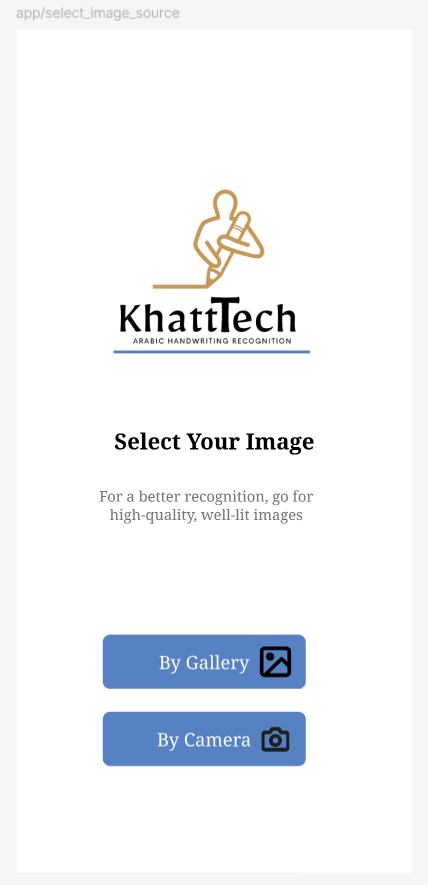 app/select_image_source
KhattTech
ARABIC HANDWRITING RECOGNITION
Select Your Image
For a better recognition, go for
high-quality, well-lit images
By Gallery
By Camera